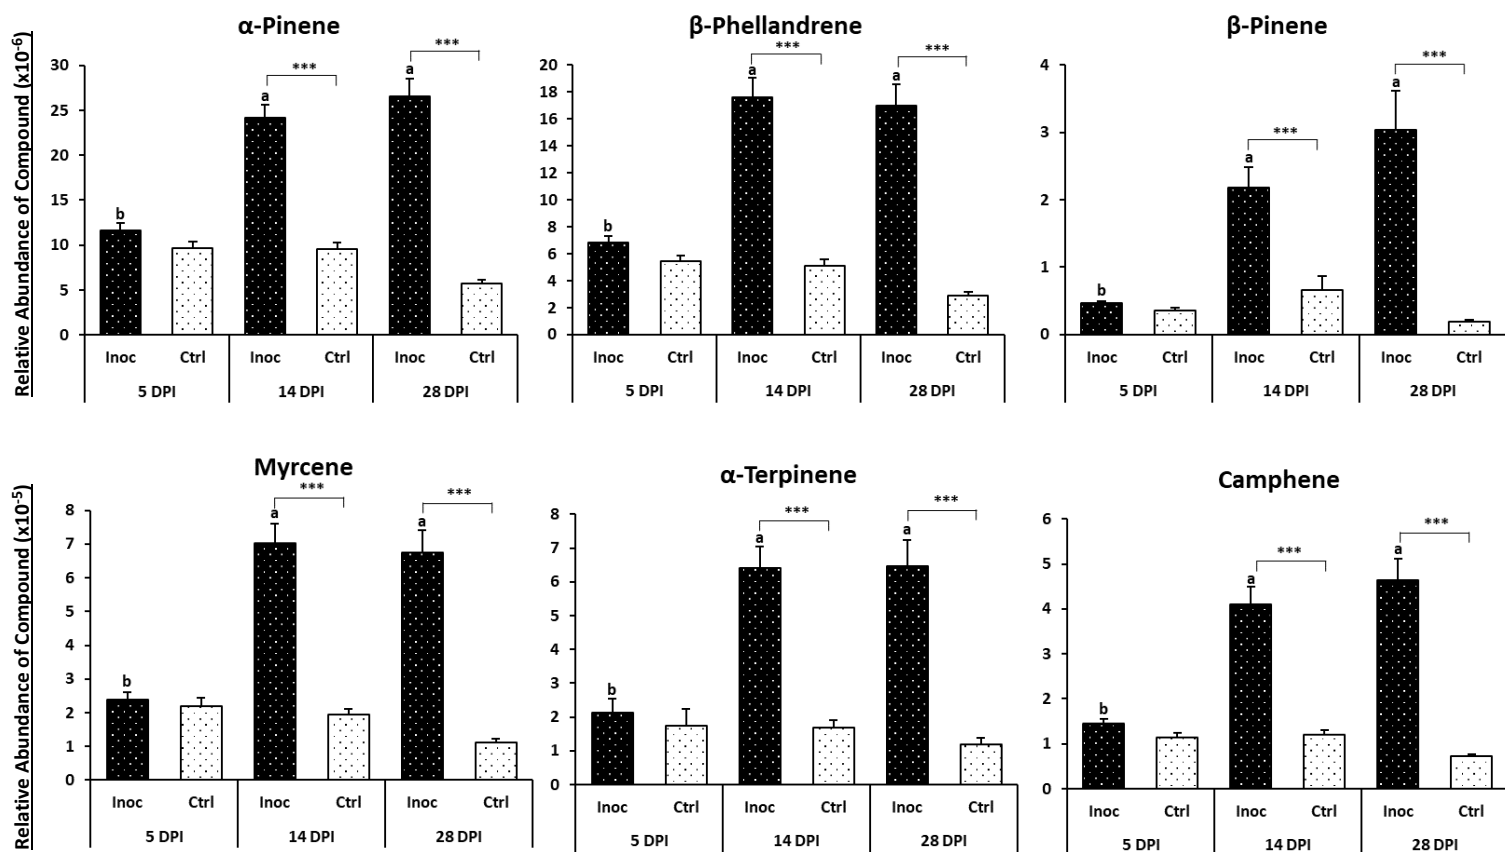 α-Pinene
β-Phellandrene
β-Pinene
Relative Abundance of Compound (x10-6)
30
25
20
15
10
5
0
b
a
***
a
***
Inoc Ctrl Inoc Ctrl Inoc Ctrl
5 DPI 14 DPI 28 DPI
20
18
16
14
12
10
8
6
4
2
0
b
a
***
a
***
Inoc Ctrl Inoc Ctrl Inoc Ctrl
5 DPI 14 DPI 28 DPI
4
3
2
1
0
b
a
***
a
***
Inoc Ctrl Inoc Ctrl Inoc Ctrl
5 DPI 14 DPI 28 DPI
Myrcene
α-Terpinene
Camphene
Relative Abundance of Compound (x10-5)
8
7
6
5
4
3
2
1
0
b
a
***
a
***
Inoc Ctrl Inoc Ctrl Inoc Ctrl
5 DPI 14 DPI 28 DPI
8
7
6
5
4
3
2
1
0
b
a
***
a
***
Inoc Ctrl Inoc Ctrl Inoc Ctrl
5 DPI 14 DPI 28 DPI
6
5
4
3
2
1
0
b
a
***
a
***
Inoc Ctrl Inoc Ctrl Inoc Ctrl
5 DPI 14 DPI 28 DPI